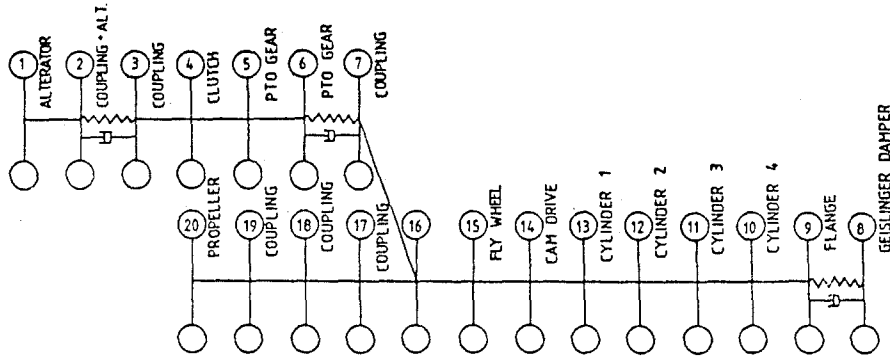 1 ALTERATOR
2 COUPLING + ALT.
3 COUPLING
4 CLUTCH
5 PTO GEAR
6 PTO GEAR
7 COUPLING
20 PROPELLER
19 COUPLING
18 COUPLING
17 COUPLING
16
15 FLY WHEEL
14 CAM DRIVE
13 CYLINDER 1
12 CYLINDER 2
11 CYLINDER 3
10 CYLINDER 4
9 FLANGE
8 GEISLINGER DAMPER